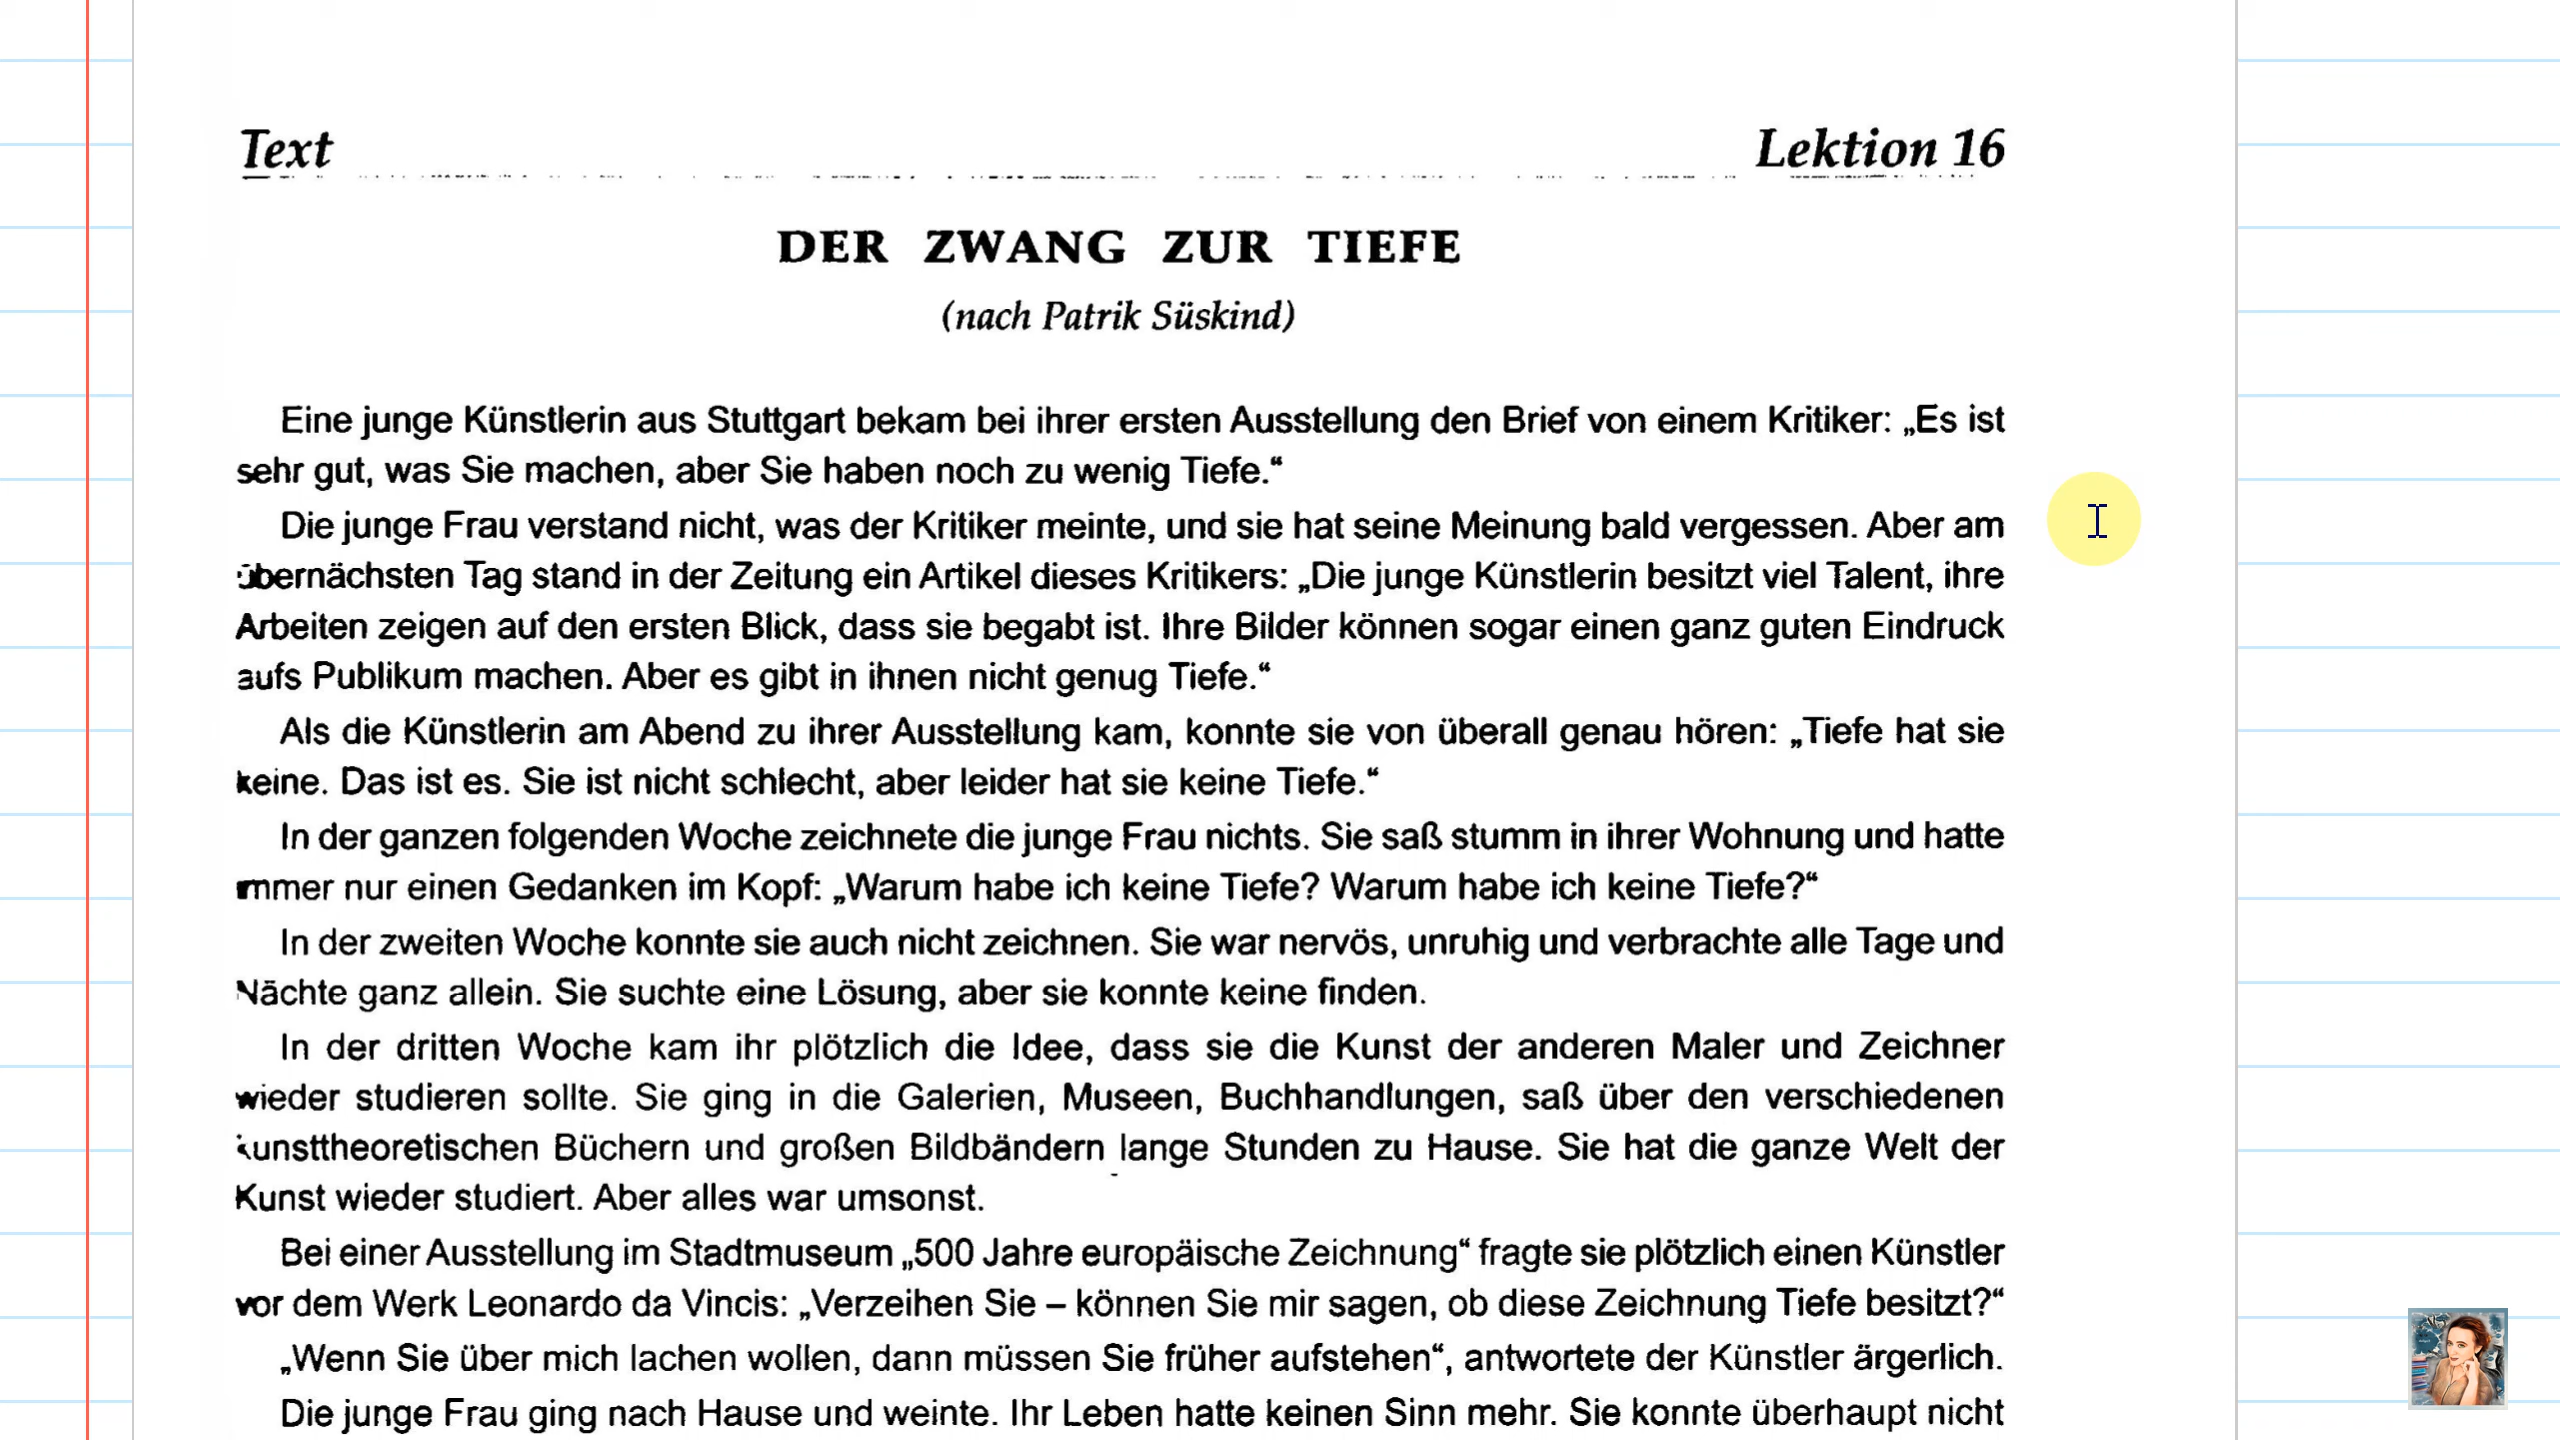 Text
Lektion 16
DER ZWANG ZUR TIEFE
(nach Patrik Süskind)
Eine junge Künstlerin aus Stuttgart bekam bei ihrer ersten Ausstellung den Brief von einem Kritiker: „Es ist
sehr gut, was Sie machen, aber Sie haben noch zu wenig Tiefe.“
Die junge Frau verstand nicht, was der Kritiker meinte, und sie hat seine Meinung bald vergessen. Aber am
übernächsten Tag stand in der Zeitung ein Artikel dieses Kritikers: „Die junge Künstlerin besitzt viel Talent, ihre
Arbeiten zeigen auf den ersten Blick, dass sie begabt ist. Ihre Bilder können sogar einen ganz guten Eindruck
aufs Publikum machen. Aber es gibt in ihnen nicht genug Tiefe.“
Als die Künstlerin am Abend zu ihrer Ausstellung kam, konnte sie von überall genau hören: „Tiefe hat sie
keine. Das ist es. Sie ist nicht schlecht, aber leider hat sie keine Tiefe.“
In der ganzen folgenden Woche zeichnete die junge Frau nichts. Sie saß stumm in ihrer Wohnung und hatte
immer nur einen Gedanken im Kopf: „Warum habe ich keine Tiefe? Warum habe ich keine Tiefe?“
In der zweiten Woche konnte sie auch nicht zeichnen. Sie war nervös, unruhig und verbrachte alle Tage und
Nächte ganz allein. Sie suchte eine Lösung, aber sie konnte keine finden.
In der dritten Woche kam ihr plötzlich die Idee, dass sie die Kunst der anderen Maler und Zeichner
wieder studieren sollte. Sie ging in die Galerien, Museen, Buchhandlungen, saß über den verschiedenen
kunsttheoretischen Büchern und großen Bildbändern lange Stunden zu Hause. Sie hat die ganze Welt der
Kunst wieder studiert. Aber alles war umsonst.
Bei einer Ausstellung im Stadtmuseum „500 Jahre europäische Zeichnung“ fragte sie plötzlich einen Künstler
vor dem Werk Leonardo da Vincis: „Verzeihen Sie – können Sie mir sagen, ob diese Zeichnung Tiefe besitzt?“
„Wenn Sie über mich lachen wollen, dann müssen Sie früher aufstehen“, antwortete der Künstler ärgerlich.
Die junge Frau ging nach Hause und weinte. Ihr Leben hatte keinen Sinn mehr. Sie konnte überhaupt nicht